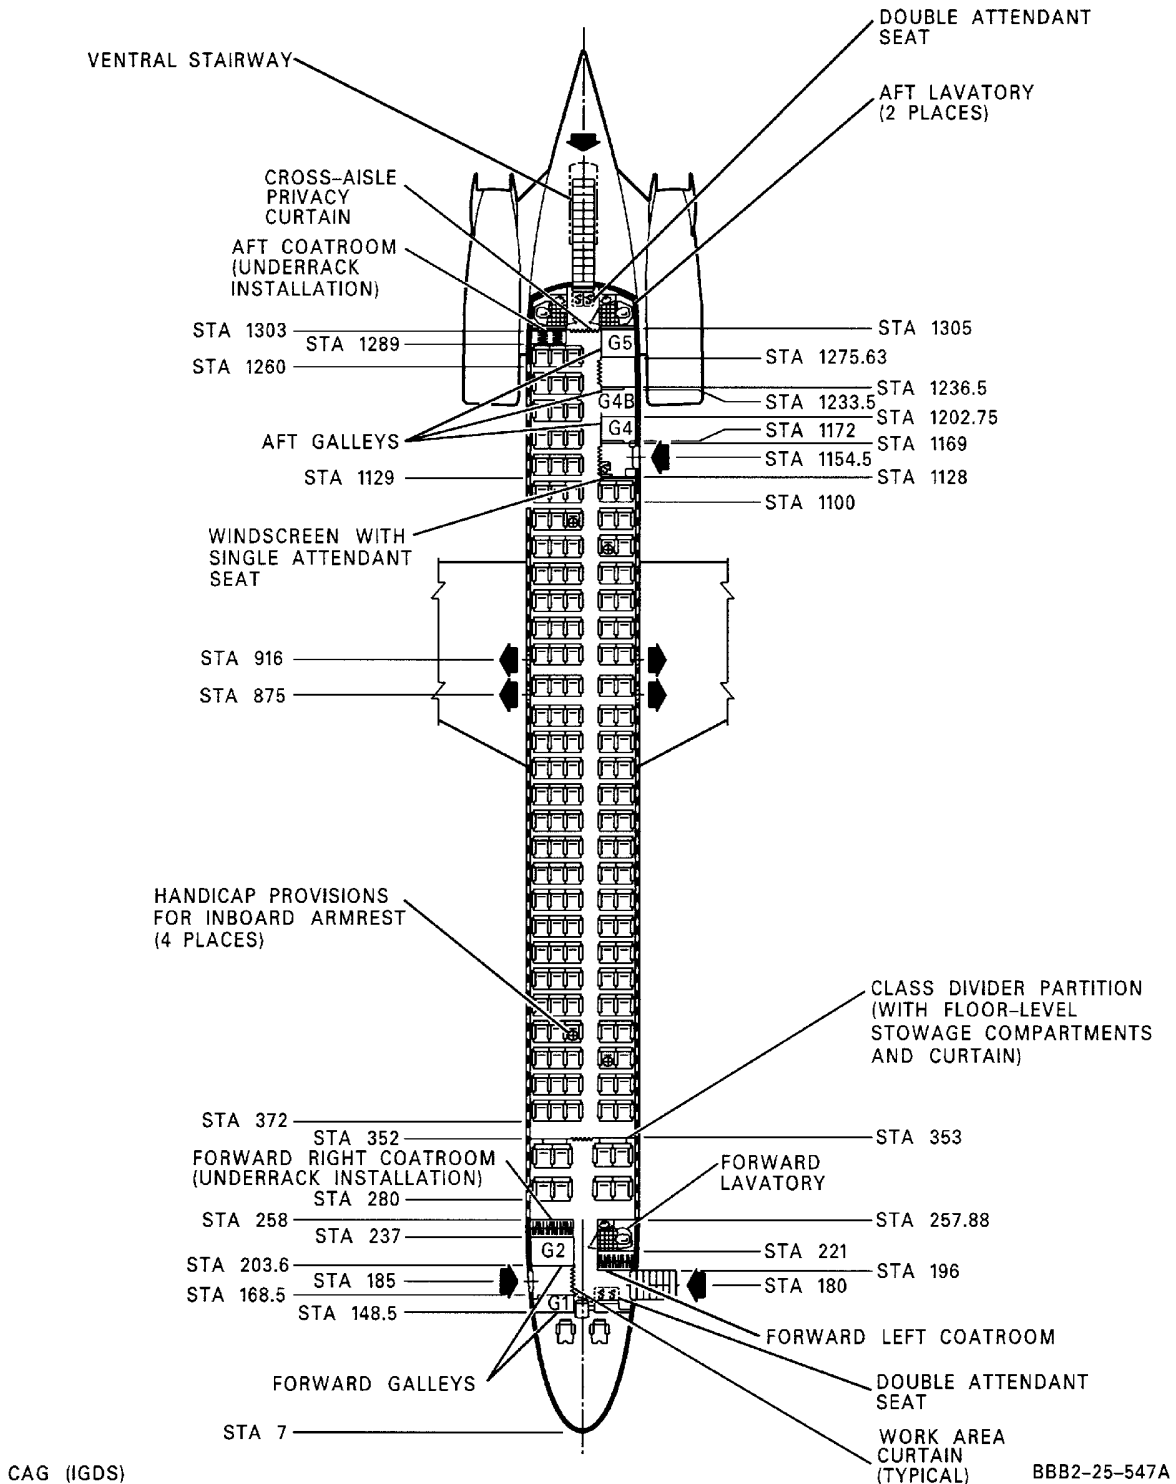 DOUBLE ATTENDANT
SEAT
VENTRAL STAIRWAY
AFT LAVATORY
(2 PLACES)
CROSS–AISLE
PRIVACY
CURTAIN
AFT COATROOM
(UNDERRACK
INSTALLATION)
STA 1303
STA 1305
STA 1289
G5
STA 1275.63
STA 1260
STA 1236.5
G4B
STA 1233.5
STA 1202.75
G4
STA 1172
AFT GALLEYS
STA 1169
STA 1154.5
STA 1129
STA 1128
STA 1100
WINDSCREEN WITH
SINGLE ATTENDANT
SEAT
STA 916
STA 875
HANDICAP PROVISIONS
FOR INBOARD ARMREST
(4 PLACES)
CLASS DIVIDER PARTITION
(WITH FLOOR–LEVEL
STOWAGE COMPARTMENTS
AND CURTAIN)
STA 372
STA 352
STA 353
FORWARD RIGHT COATROOM
(UNDERRACK INSTALLATION)
FORWARD
LAVATORY
STA 280
STA 258
STA 257.88
STA 237
G2
STA 221
STA 203.6
STA 196
STA 185
STA 180
STA 168.5
G1
STA 148.5
FORWARD LEFT COATROOM
FORWARD GALLEYS
DOUBLE ATTENDANT
SEAT
STA 7
WORK AREA
CURTAIN
(TYPICAL)
CAG (IGDS)
BBB2–25–547A